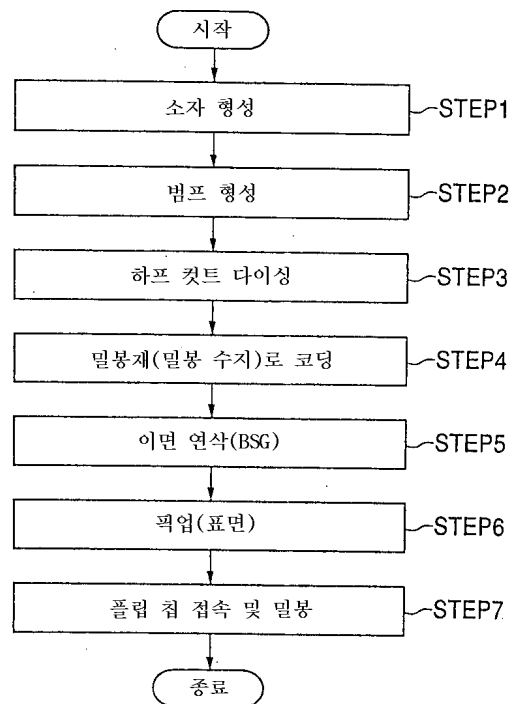 시작
소자 형성 STEP1
범프 형성 STEP2
하프 컷트 다이싱 STEP3
밀봉재(밀봉 수지)로 코딩 STEP4
이면 연삭(BSG) STEP5
픽업(표면) STEP6
플립 칩 접속 및 밀봉 STEP7
종료